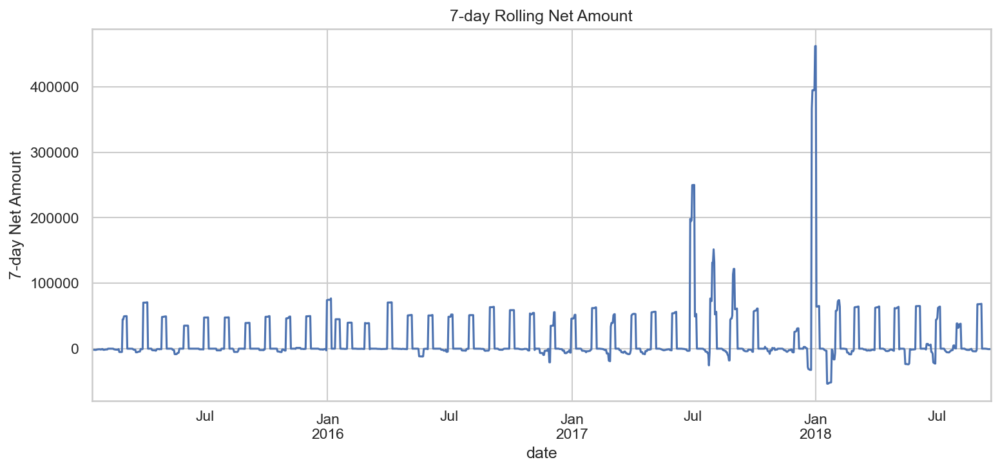 7-day Rolling Net Amount
7-day Net Amount
400000
300000
200000
100000
0
Jul
Jan
2016
Jul
Jan
2017
Jul
Jan
2018
Jul
date